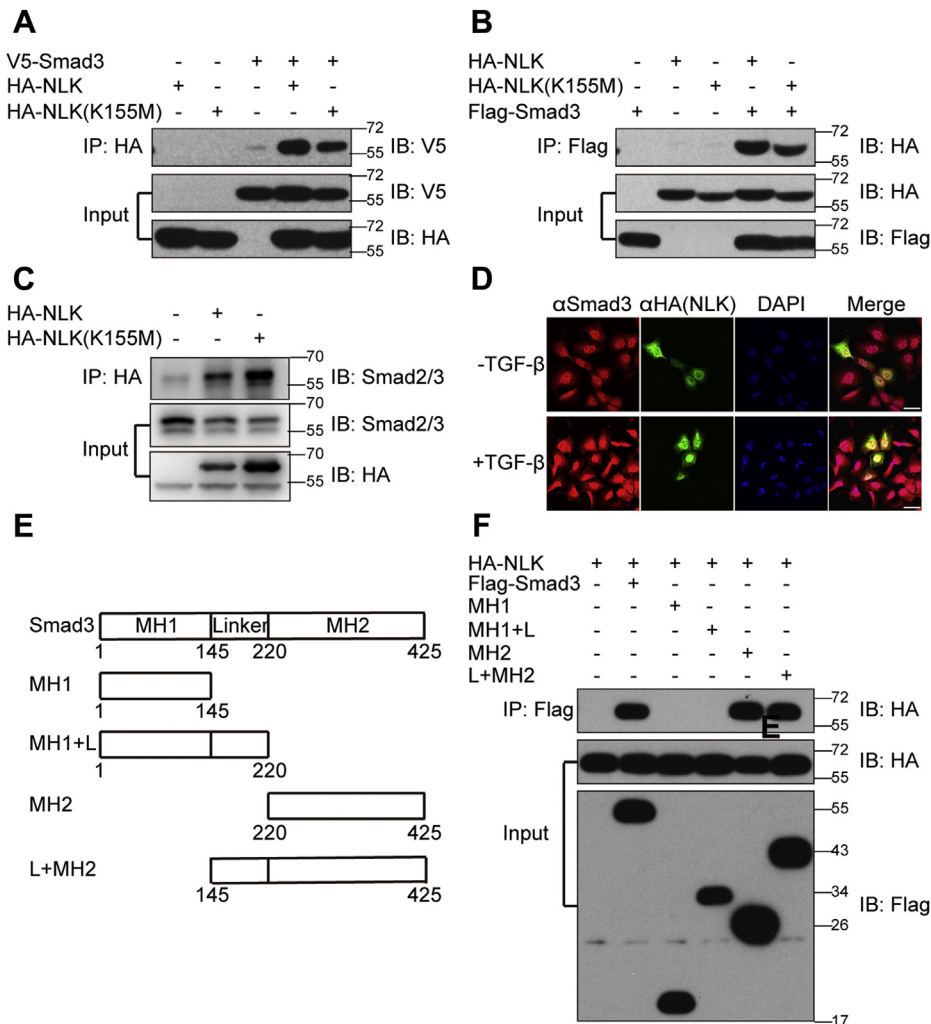 A
V5-Smad3 - - + + +
HA-NLK + - - + -
HA-NLK(K155M) - + - - +
IP: HA 72 55 IB: V5
Input 72 55 IB: V5
72 55 IB: HA
B
HA-NLK - + - + -
HA-NLK(K155M) - - + - +
Flag-Smad3 + - - + +
IP: Flag 72 55 IB: HA
Input 72 55 IB: HA
72 55 IB: Flag
C
HA-NLK - + -
HA-NLK(K155M) - - +
IP: HA 70 55 IB: Smad2/3
Input 70 55 IB: Smad2/3
70 55 IB: HA
D
αSmad3 αHA(NLK) DAPI Merge
-TGF-β
+TGF-β
E
Smad3 MH1 Linker MH2
1 145 220 425
MH1
1 145
MH1+L
1 220
MH2
220 425
L+MH2
145 425
F
HA-NLK + + + + + +
Flag-Smad3 - + - - - -
MH1 - - + - - -
MH1+L - - - + - -
MH2 - - - - + -
L+MH2 - - - - - +
IP: Flag 72 55 IB: HA
E
Input 72 55 IB: HA
55 43 34 26 17 IB: Flag